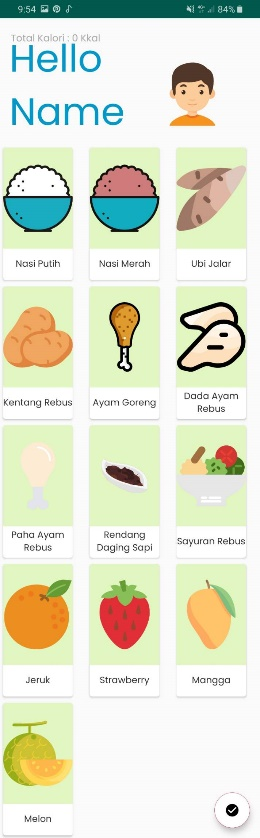 9:54 84%
Total Kalori : 0 Kkal
Hello
Name
Nasi Putih
Nasi Merah
Ubi Jalar
Kentang Rebus
Ayam Goreng
Dada Ayam
Rebus
Paha Ayam
Rebus
Rendang
Daging Sapi
Sayuran Rebus
Jeruk
Strawberry
Mangga
Melon